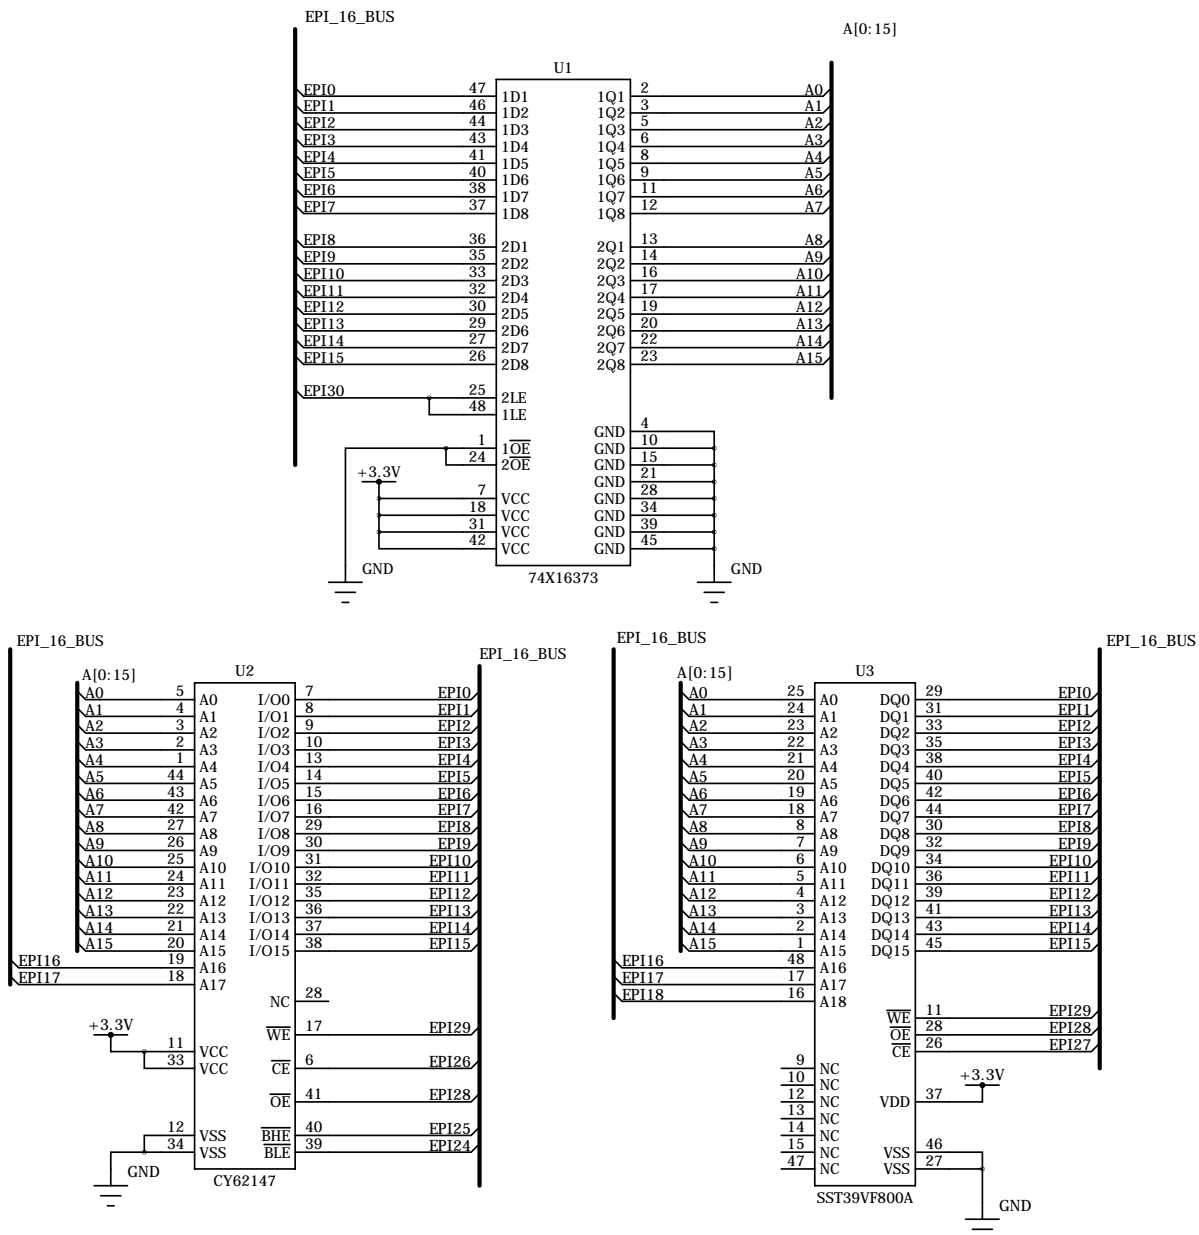 EPI_16_BUS
A[0:15]
U1
EPI0 47 1D1 1Q1 2 A0
EPI1 46 1D2 1Q2 3 A1
EPI2 44 1D3 1Q3 5 A2
EPI3 43 1D4 1Q4 6 A3
EPI4 41 1D5 1Q5 8 A4
EPI5 40 1D6 1Q6 9 A5
EPI6 38 1D7 1Q7 11 A6
EPI7 37 1D8 1Q8 12 A7
EPI8 36 2D1 2Q1 13 A8
EPI9 35 2D2 2Q2 14 A9
EPI10 33 2D3 2Q3 16 A10
EPI11 32 2D4 2Q4 17 A11
EPI12 30 2D5 2Q5 19 A12
EPI13 29 2D6 2Q6 20 A13
EPI14 27 2D7 2Q7 22 A14
EPI15 26 2D8 2Q8 23 A15
EPI30 25 2LE
48 1LE
GND 4
1 1OE GND 10
24 2OE GND 15
+3.3V GND 21
7 VCC GND 28
18 VCC GND 34
31 VCC GND 39
42 VCC GND 45
GND GND
74X16373
EPI_16_BUS
EPI_16_BUS
A[0:15] U2
A0 5 A0 I/O0 7 EPI0
A1 4 A1 I/O1 8 EPI1
A2 3 A2 I/O2 9 EPI2
A3 2 A3 I/O3 10 EPI3
A4 1 A4 I/O4 13 EPI4
A5 44 A5 I/O5 14 EPI5
A6 43 A6 I/O6 15 EPI6
A7 42 A7 I/O7 16 EPI7
A8 27 A8 I/O8 29 EPI8
A9 26 A9 I/O9 30 EPI9
A10 25 A10 I/O10 31 EPI10
A11 24 A11 I/O11 32 EPI11
A12 23 A12 I/O12 35 EPI12
A13 22 A13 I/O13 36 EPI13
A14 21 A14 I/O14 37 EPI14
A15 20 A15 I/O15 38 EPI15
EPI16 19 A16
EPI17 18 A17
NC 28
+3.3V WE 17 EPI29
11 VCC
33 VCC CE 6 EPI26
OE 41 EPI28
12 VSS BHE 40 EPI25
34 VSS BLE 39 EPI24
GND
CY62147
EPI_16_BUS
EPI_16_BUS
A[0:15] U3
A0 25 A0 DQ0 29 EPI0
A1 24 A1 DQ1 31 EPI1
A2 23 A2 DQ2 33 EPI2
A3 22 A3 DQ3 35 EPI3
A4 21 A4 DQ4 38 EPI4
A5 20 A5 DQ5 40 EPI5
A6 19 A6 DQ6 42 EPI6
A7 18 A7 DQ7 44 EPI7
A8 8 A8 DQ8 30 EPI8
A9 7 A9 DQ9 32 EPI9
A10 6 A10 DQ10 34 EPI10
A11 5 A11 DQ11 36 EPI11
A12 4 A12 DQ12 39 EPI12
A13 3 A13 DQ13 41 EPI13
A14 2 A14 DQ14 43 EPI14
A15 1 A15 DQ15 45 EPI15
EPI16 48 A16
EPI17 17 A17
EPI18 16 A18
WE 11 EPI29
OE 28 EPI28
CE 26 EPI27
9 NC
10 NC +3.3V
12 NC VDD 37
13 NC
14 NC
15 NC VSS 46
47 NC VSS 27
SST39VF800A
GND